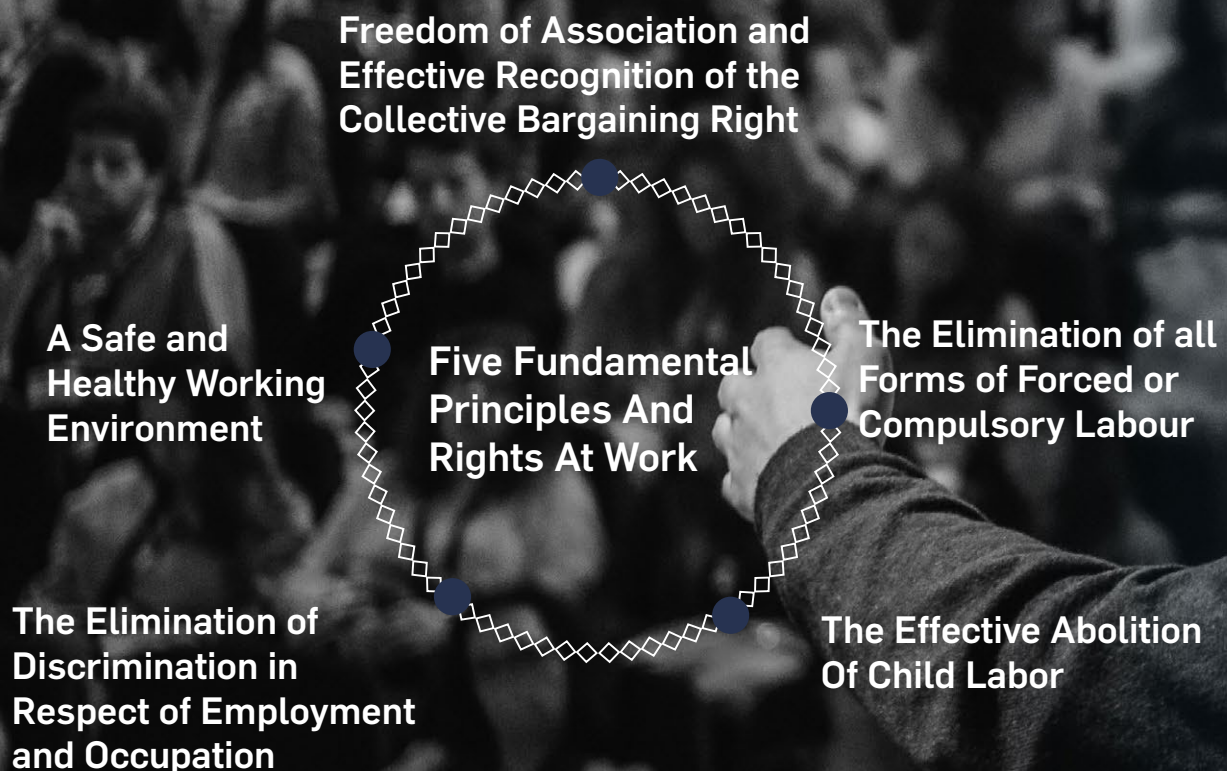 Freedom of Association and
Effective Recognition of the
Collective Bargaining Right
A Safe and
Healthy Working
Environment
Five Fundamental
Principles And
Rights At Work
The Elimination of all
Forms of Forced or
Compulsory Labour
The Elimination of
Discrimination in
Respect of Employment
and Occupation
The Effective Abolition
Of Child Labor